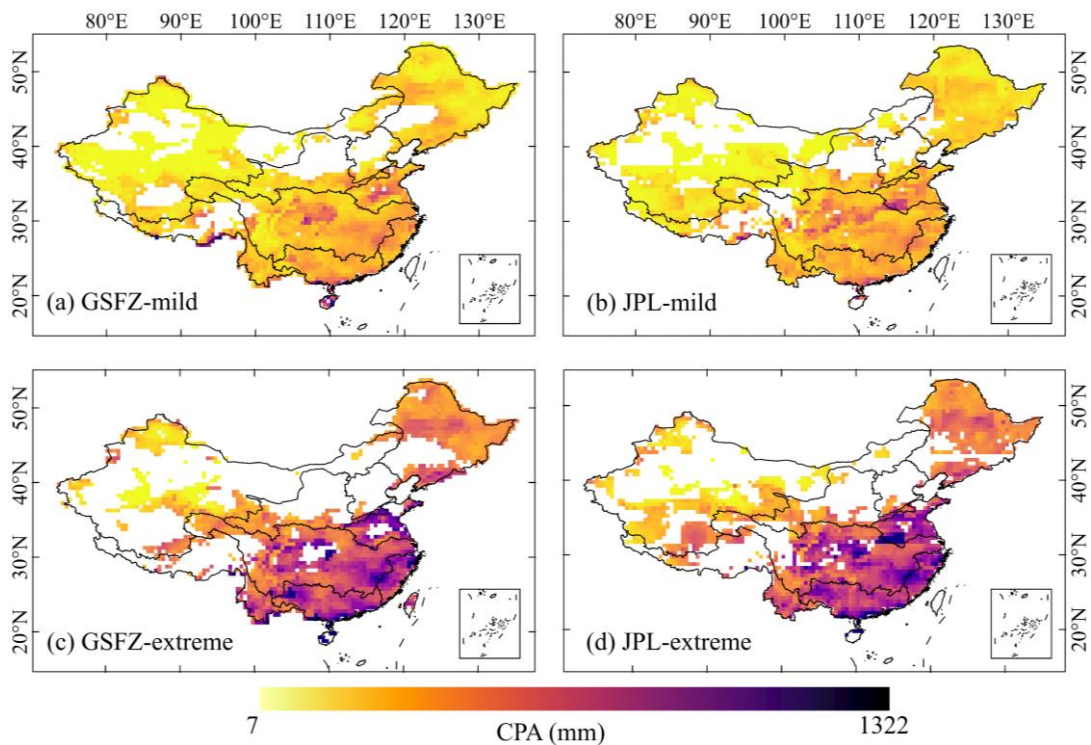 80°E 90°E 100°E 110°E 120°E 130°E 80°E 90°E 100°E 110°E 120°E 130°E
50°N 50°N
40°N 40°N
30°N 30°N
20°N 20°N
(a) GSFZ-mild (b) JPL-mild
50°N 50°N
40°N 40°N
30°N 30°N
20°N 20°N
(c) GSFZ-extreme (d) JPL-extreme
7 1322
CPA (mm)